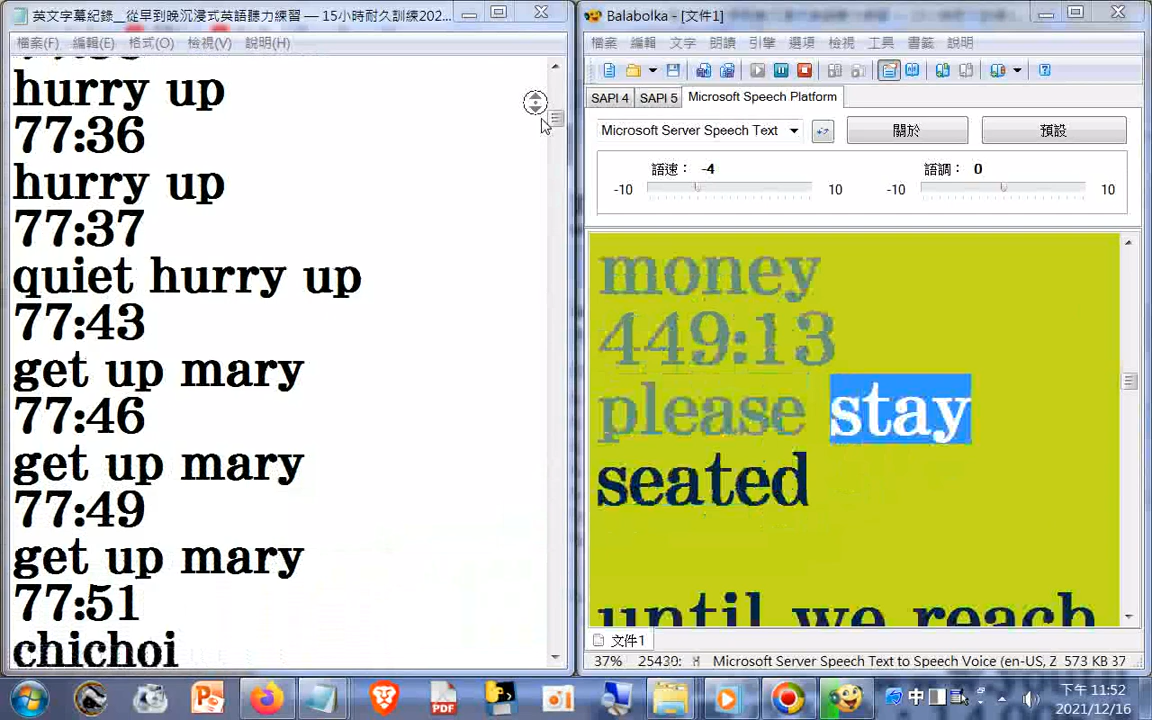 英文字幕紀錄__從早到晚沉浸式英語聽力練習 — 15小時耐久訓練202...
檔案(F) 編輯(E) 格式(O) 檢視(V) 說明(H)
hurry up
77:36
hurry up
77:37
quiet hurry up
77:43
get up mary
77:46
get up mary
77:49
get up mary
77:51
chichoi
Balabolka - [文件1]
檔案 編輯 文字 朗讀 引擎 選項 檢視 工具 書籤 說明
SAPI 4 SAPI 5 Microsoft Speech Platform
Microsoft Server Speech Text 關於 預設
語速： -4 語調： 0
-10 10 -10 10
money
449:13
please stay
seated
until we reach
文件1
37% 25430: Microsoft Server Speech Text to Speech Voice (en-US, Z 573 KB 37
PDF 中 下午 11:52
2021/12/16